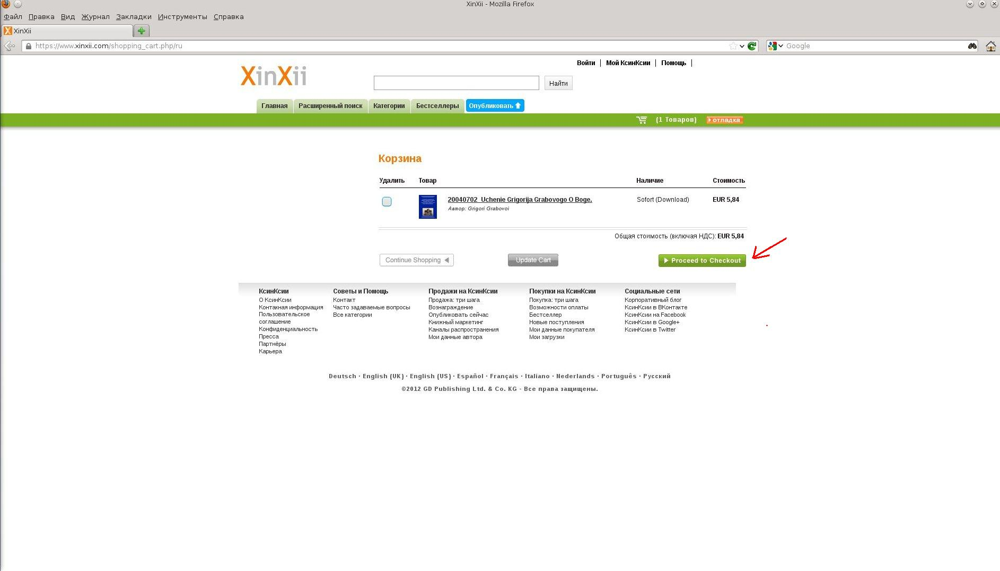 XinXii - Mozilla Firefox
Файл Правка Вид Журнал Закладки Инструменты Справка
XinXii
https://www.xinxii.com/shopping_cart.php/ru
Google
Войти Мой КсинКсии Помощь
XinXii
Найти
Главная Расширенный поиск Категории Бестселлеры Опубликовать
(1 Товаров) отладка
Корзина
Удалить Товар Наличие Стоимость
20040702_Uchenie Grigorija Grabovogo O Boge. Sofort (Download) EUR 5,84
Автор: Grigori Grabovoi
Общая стоимость (включая НДС): EUR 5,84
Continue Shopping Update Cart Proceed to Checkout
КсинКсии
О КсинКсии
Контакная информация
Пользовательское
соглашение
Конфиденциальность
Пресса
Партнёры
Карьера
Советы и Помощь
Контакт
Часто задаваемые вопросы
Все категории
Продажи на КсинКсии
Продажа: три шага
Вознаграждение
Опубликовать сейчас
Книжный маркетинг
Каналы распространения
Мои данные автора
Покупки на КсинКсии
Покупка: три шага
Возможности оплаты
Бестселлер
Новые поступления
Мои данные покупателя
Мои загрузки
Социальные сети
Корпоративный блог
КсинКсии в ВКонтакте
КсинКсии на Facebook
КсинКсии в Google+
КсинКсии в Twitter
Deutsch · English (UK) · English (US) · Español · Français · Italiano · Nederlands · Português · Русский
©2012 GD Publishing Ltd. & Co. KG - Все права защищены.